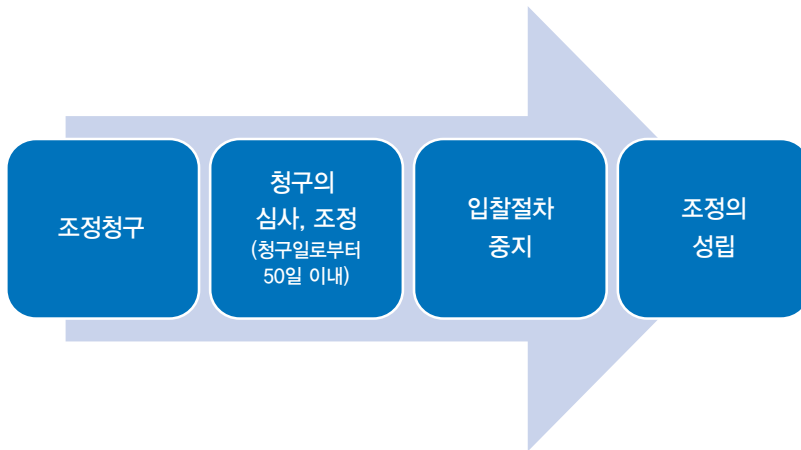 조정청구
청구의
심사, 조정
(청구일로부터
50일 이내)
입찰절차
중지
조정의
성립